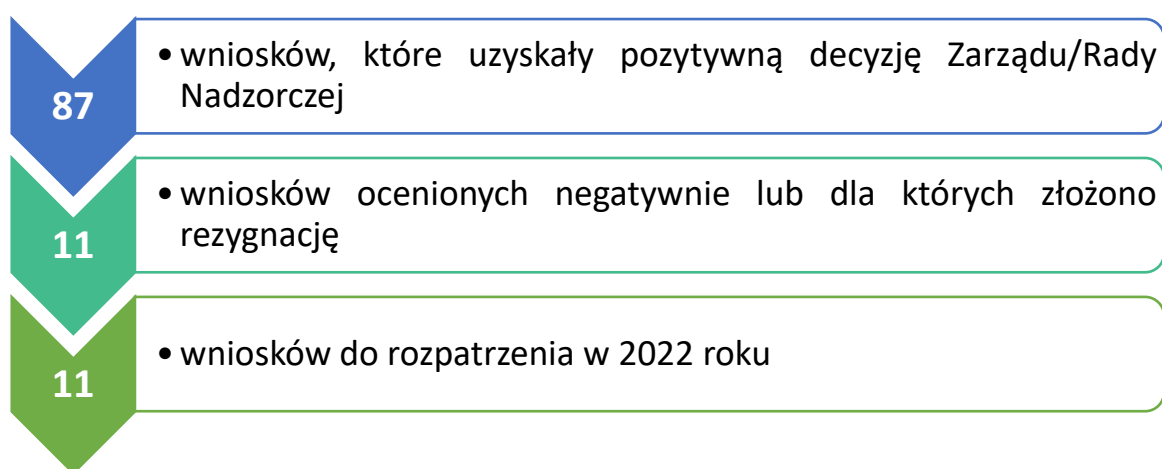 87
• wniosków, które uzyskały pozytywną decyzję Zarządu/Rady
Nadzorczej
11
• wniosków ocenionych negatywnie lub dla których złożono
rezygnację
11
• wniosków do rozpatrzenia w 2022 roku